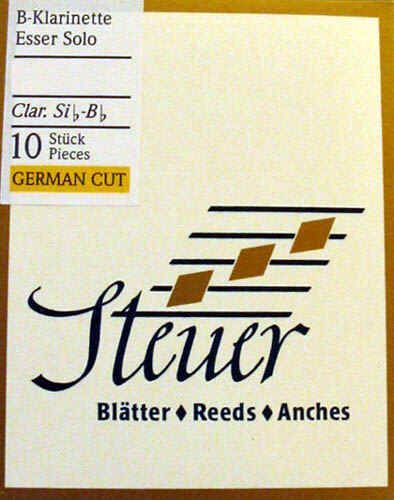 B-Klarinette
Esser Solo
Clar. Si♭-B♭
10 Stück
Pieces
GERMAN CUT
Steuer
Blätter ♦ Reeds ♦ Anches